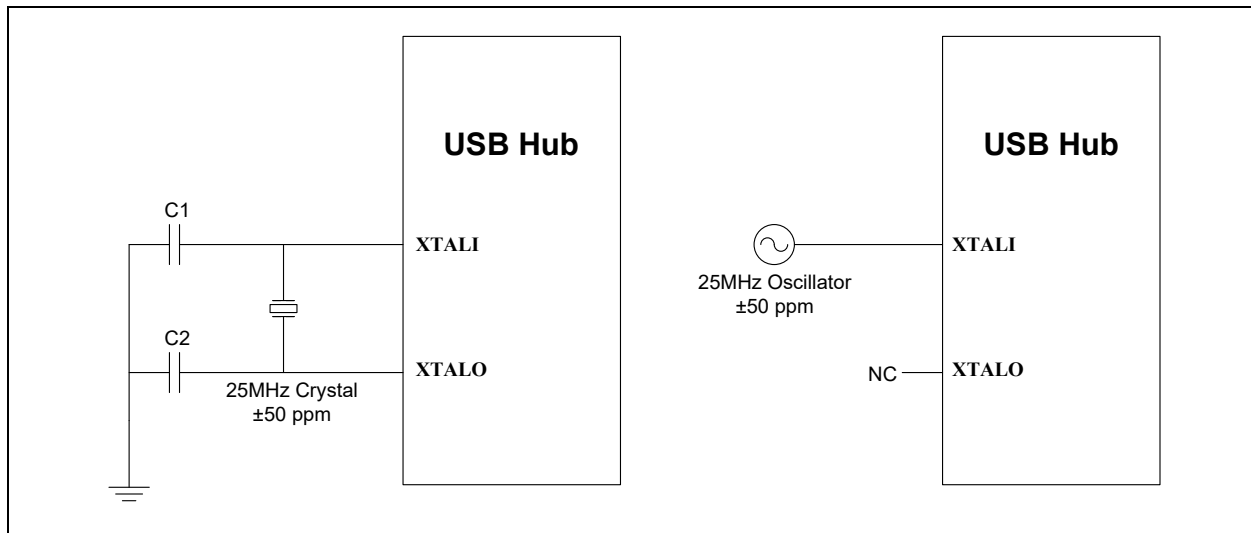 USB Hub
C1
XTALI
C2
XTALO
25MHz Crystal
±50 ppm
USB Hub
XTALI
25MHz Oscillator
±50 ppm
NC
XTALO